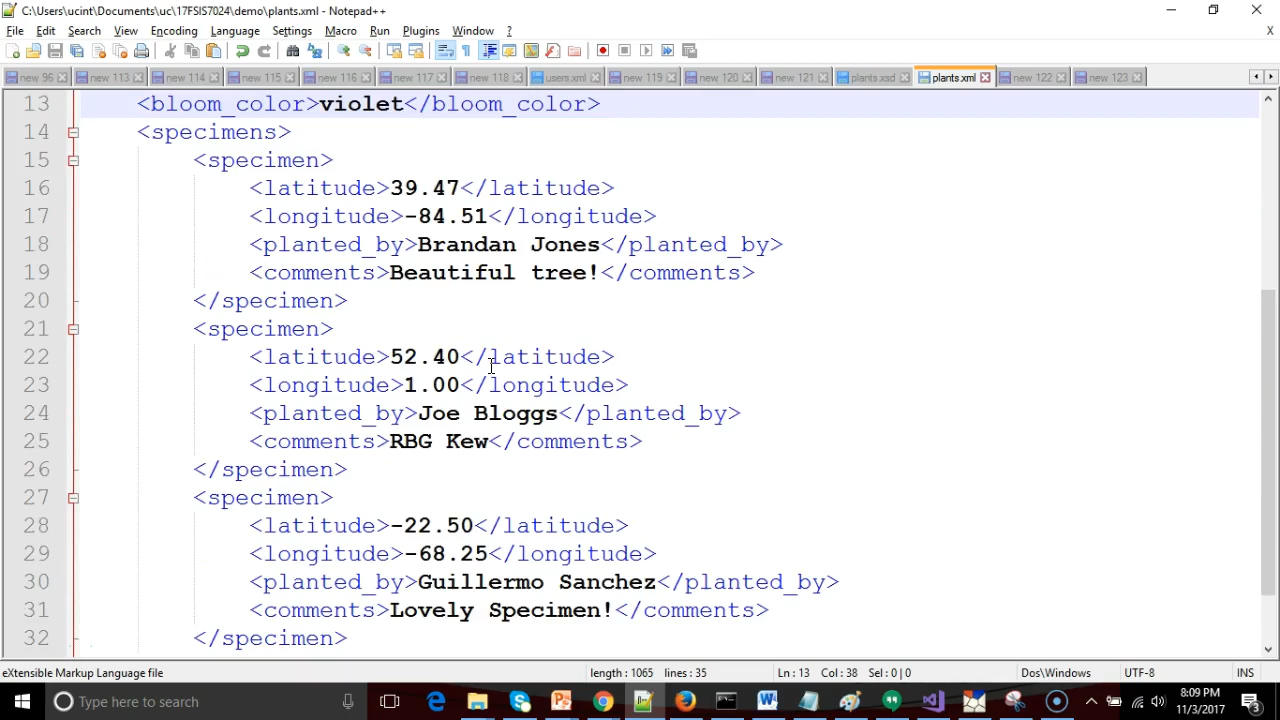 C:\Users\ucint\Documents\uc\17FSIS7024\demo\plants.xml - Notepad++
File Edit Search View Encoding Language Settings Macro Run Plugins Window ? X
new 96 new 113 new 114 new 115 new 116 new 117 new 118 users.xml new 119 new 120 new 121 plants.xsd plants.xml new 122 new 123
13 <bloom_color>violet</bloom_color>
14 <specimens>
15 <specimen>
16 <latitude>39.47</latitude>
17 <longitude>-84.51</longitude>
18 <planted_by>Brandan Jones</planted_by>
19 <comments>Beautiful tree!</comments>
20 </specimen>
21 <specimen>
22 <latitude>52.40</latitude>
23 <longitude>1.00</longitude>
24 <planted_by>Joe Bloggs</planted_by>
25 <comments>RBG Kew</comments>
26 </specimen>
27 <specimen>
28 <latitude>-22.50</latitude>
29 <longitude>-68.25</longitude>
30 <planted_by>Guillermo Sanchez</planted_by>
31 <comments>Lovely Specimen!</comments>
32 </specimen>
eXtensible Markup Language file length : 1065 lines : 35 Ln : 13 Col : 38 Sel : 0 | 0 Dos\Windows UTF-8 INS
Type here to search
8:09 PM
11/3/2017
3